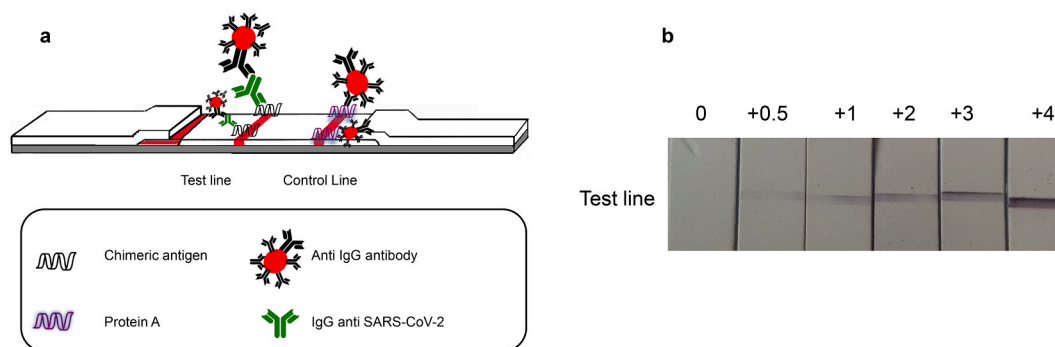 a
Test line
Control Line
Chimeric antigen
Anti IgG antibody
Protein A
IgG anti SARS-CoV-2
b
0 +0.5 +1 +2 +3 +4
Test line